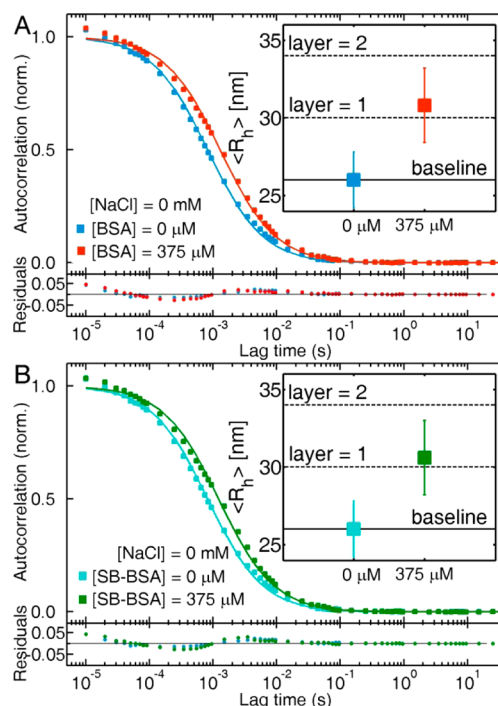 A
1.0
0.5
0.0
Autocorrelation (norm.)
[NaCl] = 0 mM
[BSA] = 0 μM
[BSA] = 375 μM
35
30
25
<R_h> [nm]
layer = 2
layer = 1
baseline
0 μM
375 μM
Residuals
0.05
-0.05
10⁻⁵ 10⁻⁴ 10⁻³ 10⁻² 10⁻¹ 10⁰ 10¹
Lag time (s)
B
1.0
0.5
0.0
Autocorrelation (norm.)
[NaCl] = 0 mM
[SB-BSA] = 0 μM
[SB-BSA] = 375 μM
35
30
25
<R_h> [nm]
layer = 2
layer = 1
baseline
0 μM
375 μM
Residuals
0.05
-0.05
10⁻⁵ 10⁻⁴ 10⁻³ 10⁻² 10⁻¹ 10⁰ 10¹
Lag time (s)